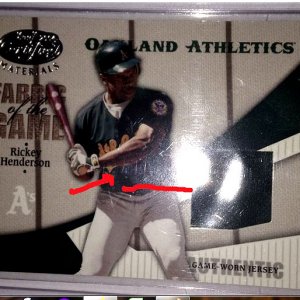 Certified
MATERIALS
OAKLAND ATHLETICS
FABRIC
of the
GAME
Rickey
Henderson
A's
GAME-WORN JERSEY
AUTHENTIC